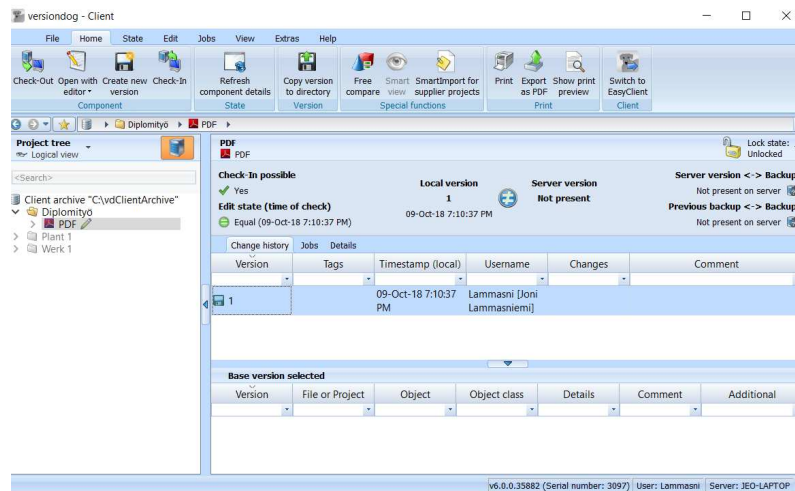 versiondog - Client
File Home State Edit Jobs View Extras Help
Check-Out Open with editor Create new version Check-In
Component
Refresh component details
State
Copy version to directory
Version
Free compare Smart view SmartImport for supplier projects
Special functions
Print Export as PDF Show print preview
Print
Switch to EasyClient
Client
Diplomityö PDF
Project tree
Logical view
<Search>
Client archive "C:\vdClientArchive"
Diplomityö
PDF
Plant 1
Werk 1
PDF
PDF
Lock state:
Unlocked
Check-In possible
Yes
Edit state (time of check)
Equal (09-Oct-18 7:10:37 PM)
Local version
1
09-Oct-18 7:10:37 PM
Server version
Not present
Server version <-> Backup
Not present on server
Previous backup <-> Backup
Not present on server
Change history Jobs Details
Version Tags Timestamp (local) Username Changes Comment
1 09-Oct-18 7:10:37 Lammasni [Joni
PM Lammasniemi]
Base version selected
Version File or Project Object Object class Details Comment Additional
v6.0.0.35882 (Serial number: 3097) User: Lammasni Server: JEO-LAPTOP